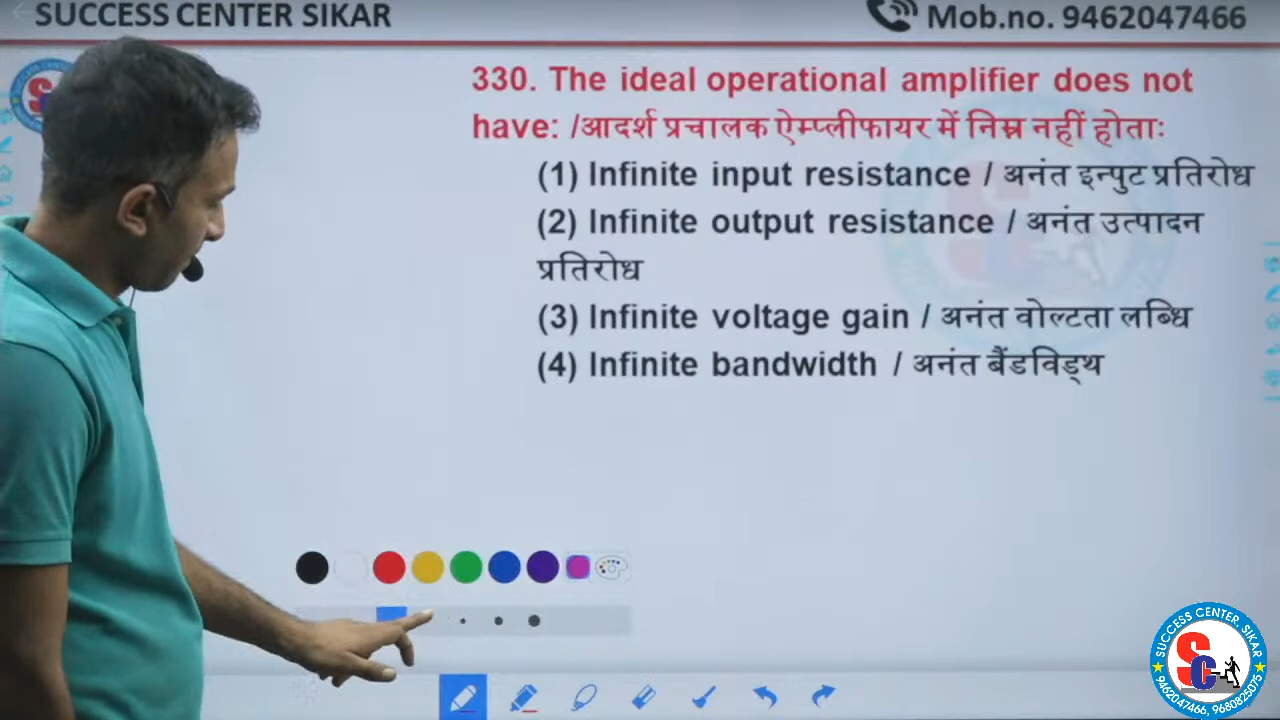 SUCCESS CENTER SIKAR
Mob.no. 9462047466
330. The ideal operational amplifier does not
have: /आदर्श प्रचालक ऐम्प्लीफायर में निम्न नहीं होंताः
(1) Infinite input resistance / अनंत इन्पुट प्रतिरोध
(2) Infinite output resistance / अनंत उत्पादन
प्रतिरोध
(3) Infinite voltage gain / अनंत वोल्टता लब्धि
(4) Infinite bandwidth / अनंत बैंडविड्थ
SUCCESS CENTER, SIKAR
SC
9462047466, 9680825075